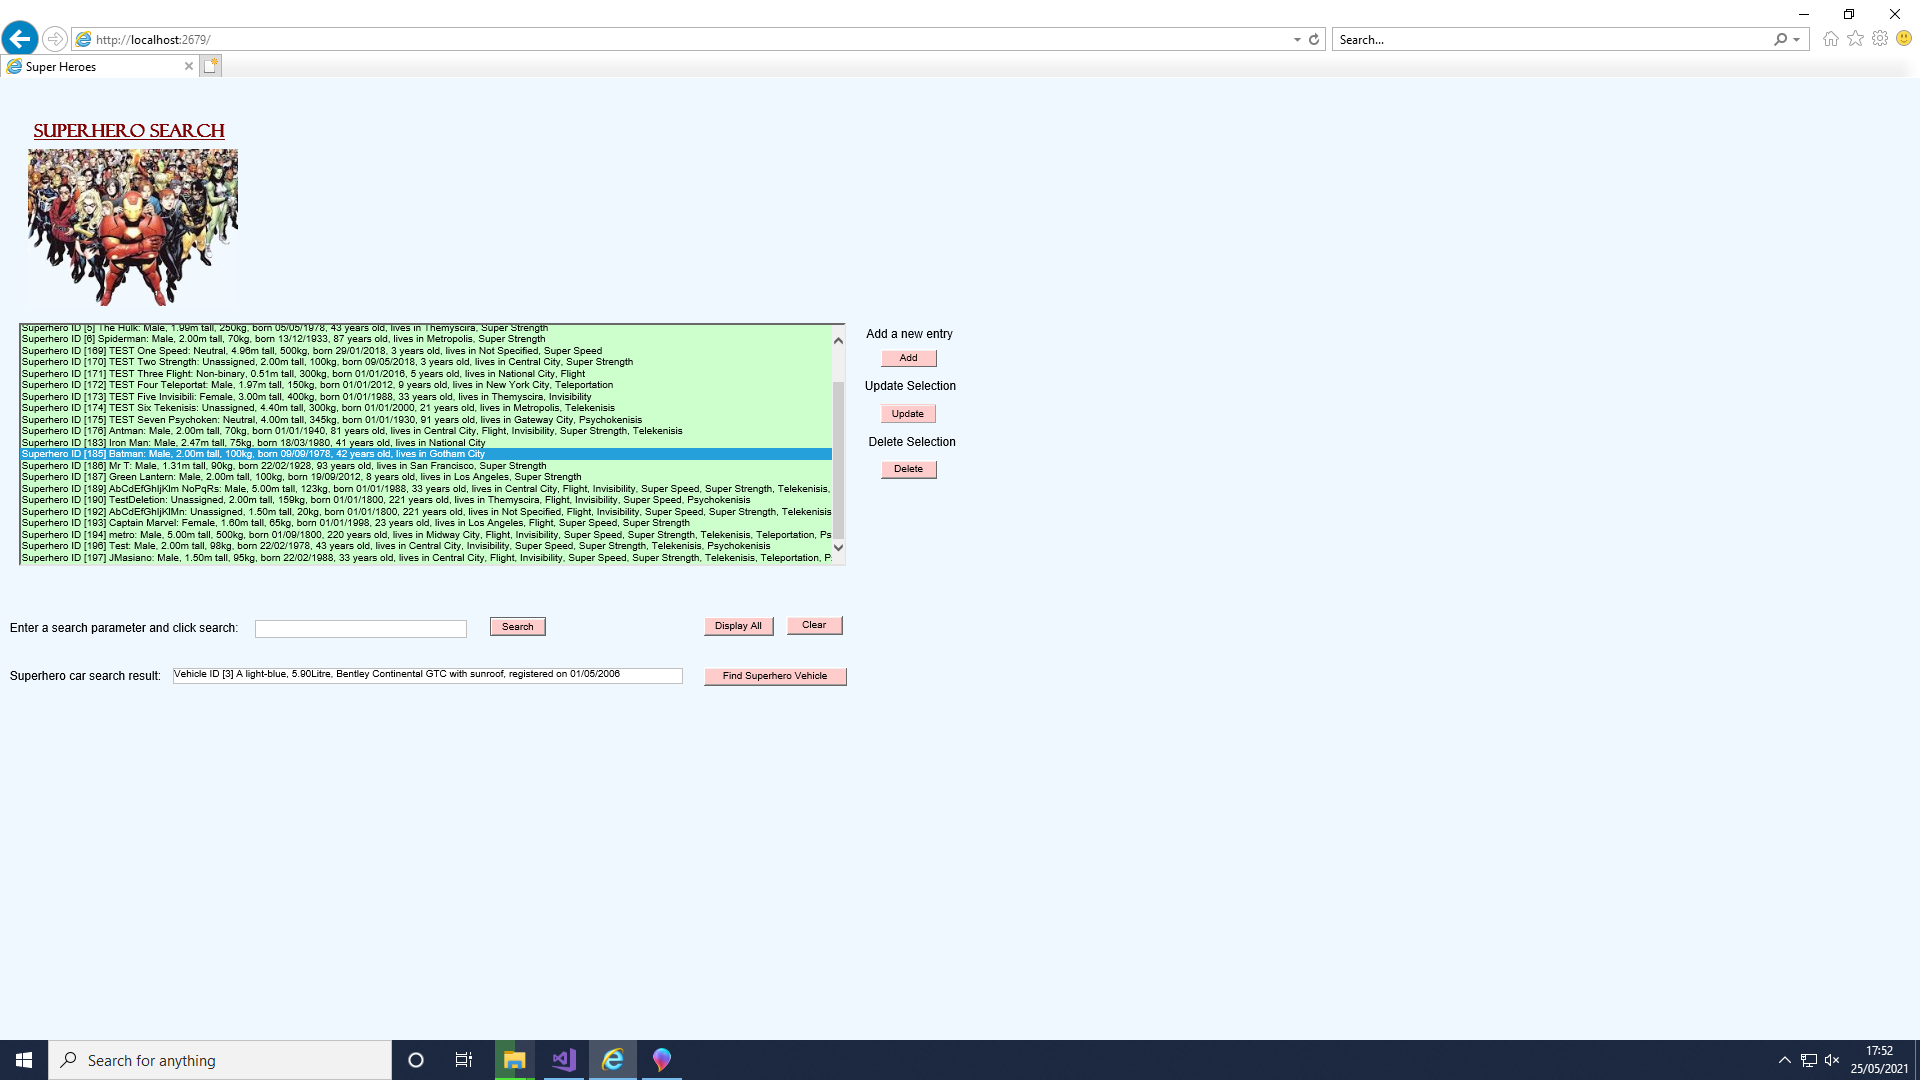 http://localhost:2679/
Search...
Super Heroes
SUPERHERO SEARCH
Superhero ID [5] The Hulk: Male, 1.99m tall, 250kg, born 05/05/1978, 43 years old, lives in Themyscira, Super Strength
Superhero ID [6] Spiderman: Male, 2.00m tall, 70kg, born 13/12/1933, 87 years old, lives in Metropolis, Super Strength
Superhero ID [169] TEST One Speed: Neutral, 4.96m tall, 500kg, born 29/01/2018, 3 years old, lives in Not Specified, Super Speed
Superhero ID [170] TEST Two Strength: Unassigned, 2.00m tall, 100kg, born 09/05/2018, 3 years old, lives in Central City, Super Strength
Superhero ID [171] TEST Three Flight: Non-binary, 0.51m tall, 300kg, born 01/01/2016, 5 years old, lives in National City, Flight
Superhero ID [172] TEST Four Teleportat: Male, 1.97m tall, 150kg, born 01/01/2012, 9 years old, lives in New York City, Teleportation
Superhero ID [173] TEST Five Invisibili: Female, 3.00m tall, 400kg, born 01/01/1988, 33 years old, lives in Themyscira, Invisibility
Superhero ID [174] TEST Six Tekenisis: Unassigned, 4.40m tall, 300kg, born 01/01/2000, 21 years old, lives in Metropolis, Telekenisis
Superhero ID [175] TEST Seven Psychoken: Neutral, 4.00m tall, 345kg, born 01/01/1930, 91 years old, lives in Gateway City, Psychokenisis
Superhero ID [176] Antman: Male, 2.00m tall, 70kg, born 01/01/1940, 81 years old, lives in Central City, Flight, Invisibility, Super Strength, Telekenisis
Superhero ID [183] Iron Man: Male, 2.47m tall, 75kg, born 18/03/1980, 41 years old, lives in National City
Superhero ID [185] Batman: Male, 2.00m tall, 100kg, born 09/09/1978, 42 years old, lives in Gotham City
Superhero ID [186] Mr T: Male, 1.31m tall, 90kg, born 22/02/1928, 93 years old, lives in San Francisco, Super Strength
Superhero ID [187] Green Lantern: Male, 2.00m tall, 100kg, born 19/09/2012, 8 years old, lives in Los Angeles, Super Strength
Superhero ID [189] AbCdEfGhIjKlm NoPqRs: Male, 5.00m tall, 123kg, born 01/01/1988, 33 years old, lives in Central City, Flight, Invisibility, Super Speed, Super Strength, Telekenisis,
Superhero ID [190] TestDeletion: Unassigned, 2.00m tall, 159kg, born 01/01/1800, 221 years old, lives in Themyscira, Flight, Invisibility, Super Speed, Psychokenisis
Superhero ID [192] AbCdEfGhIjKlMn: Unassigned, 1.50m tall, 20kg, born 01/01/1800, 221 years old, lives in Not Specified, Flight, Invisibility, Super Speed, Super Strength, Telekenisis
Superhero ID [193] Captain Marvel: Female, 1.60m tall, 65kg, born 01/01/1998, 23 years old, lives in Los Angeles, Flight, Super Speed, Super Strength
Superhero ID [194] metro: Male, 5.00m tall, 500kg, born 01/09/1800, 220 years old, lives in Midway City, Flight, Invisibility, Super Speed, Super Strength, Telekenisis, Teleportation, Ps
Superhero ID [196] Test: Male, 2.00m tall, 98kg, born 22/02/1978, 43 years old, lives in Central City, Invisibility, Super Speed, Super Strength, Telekenisis, Psychokenisis
Superhero ID [197] JMasiano: Male, 1.50m tall, 95kg, born 22/02/1988, 33 years old, lives in Central City, Flight, Invisibility, Super Speed, Super Strength, Telekenisis, Teleportation, P
Add a new entry
Add
Update Selection
Update
Delete Selection
Delete
Enter a search parameter and click search:
Search
Display All
Clear
Superhero car search result:
Vehicle ID [3] A light-blue, 5.90Litre, Bentley Continental GTC with sunroof, registered on 01/05/2006
Find Superhero Vehicle
Search for anything
17:52
25/05/2021